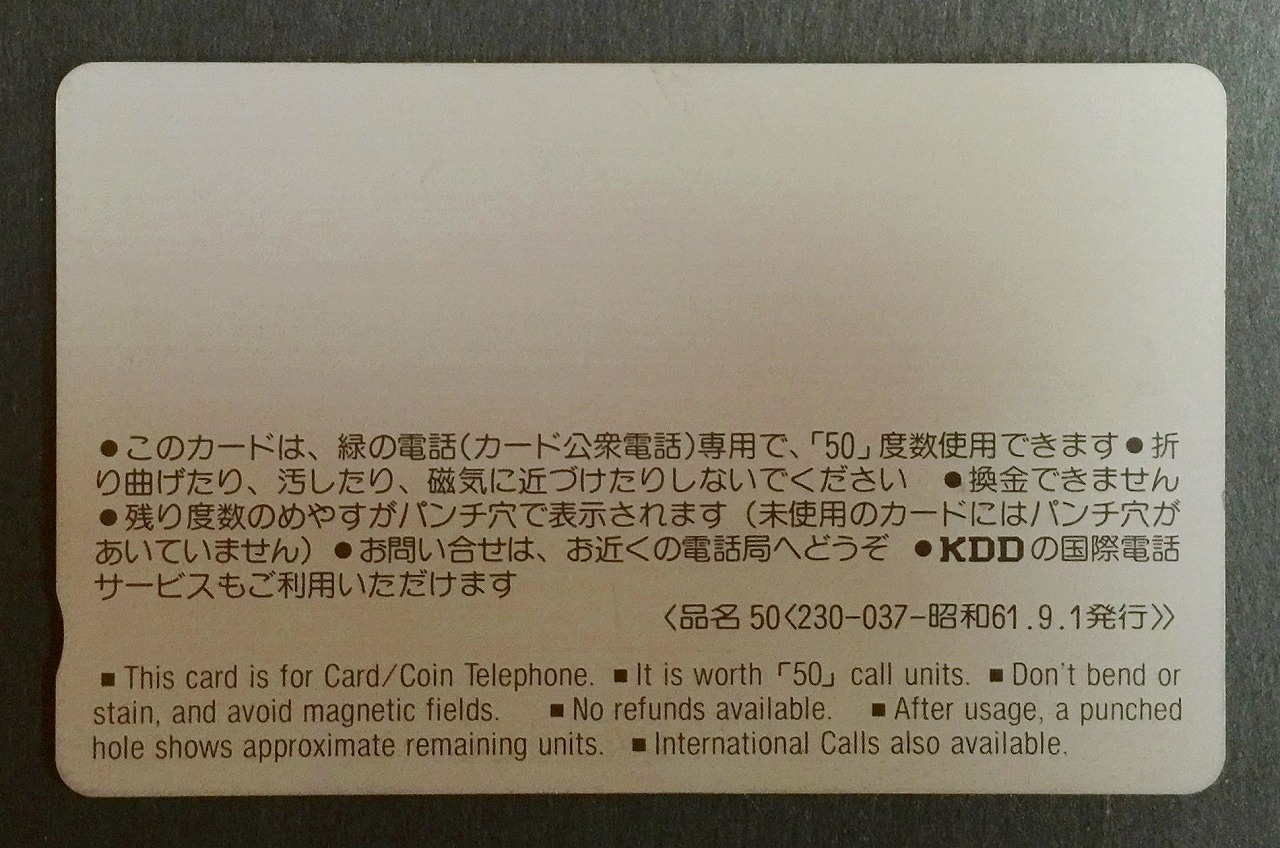 ●このカードは、緑の電話(カード公衆電話)専用で、「50」度数使用できます●折
り曲げたり、汚したり、磁気に近づけたりしないでください　●換金できません
●残り度数のめやすがパンチ穴で表示されます（未使用のカードにはパンチ穴が
あいていません）●お問い合せは、お近くの電話局へどうぞ　●KDDの国際電話
サービスもご利用いただけます
〈品名 50〈230-037-昭和61.9.1発行》〉
■This card is for Card/Coin Telephone. ■It is worth「50」call units. ■Don't bend or
stain, and avoid magnetic fields. ■No refunds available. ■After usage, a punched
hole shows approximate remaining units. ■International Calls also available.